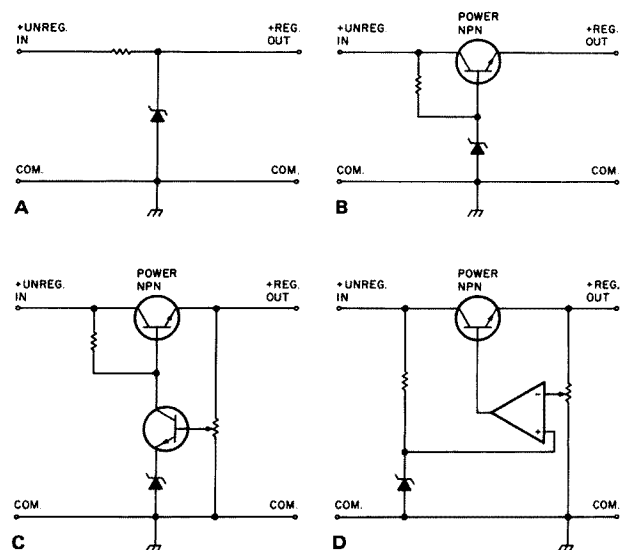 +UNREG.
IN
+REG.
OUT
COM.
COM.
A
POWER
NPN
+UNREG.
IN
+REG.
OUT
COM.
COM.
B
POWER
NPN
+UNREG.
IN
+REG.
OUT
COM.
COM.
C
POWER
NPN
+UNREG.
IN
+REG.
OUT
-
+
COM.
COM.
D